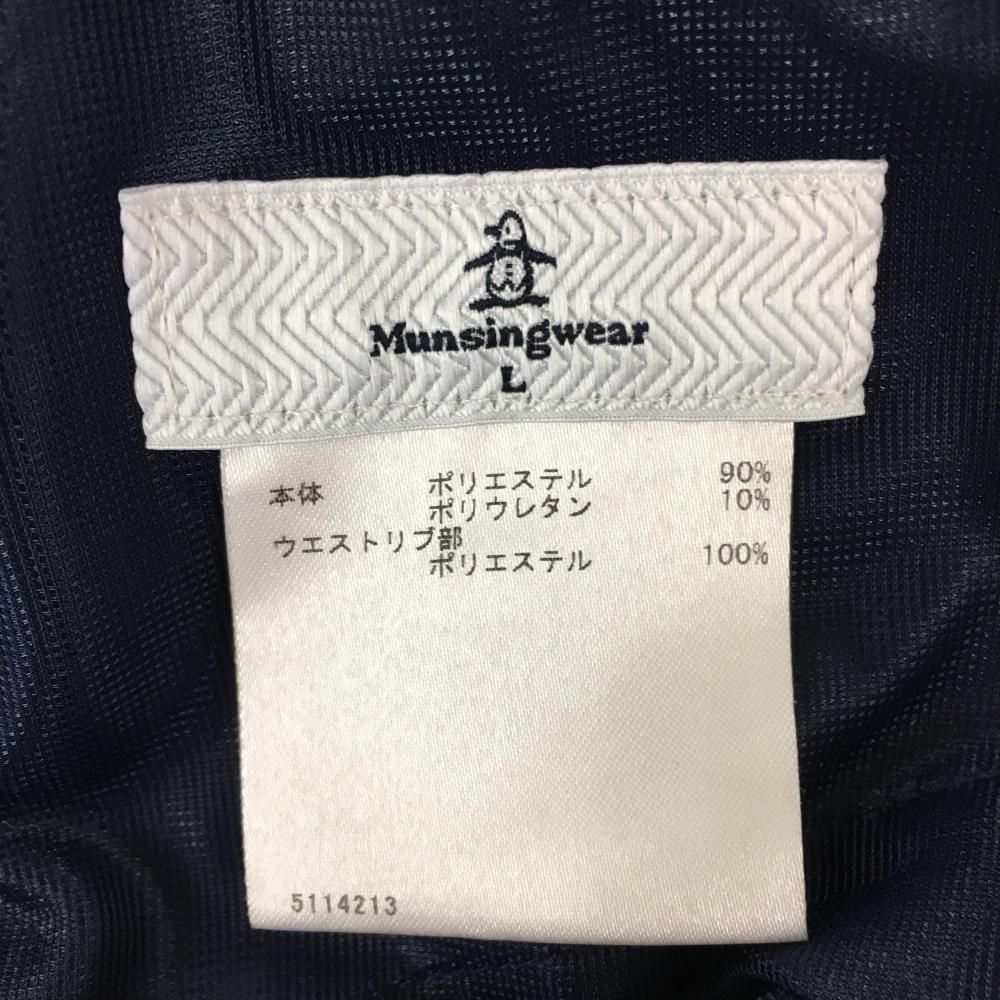 Munsingwear
L
本体 ポリエステル 90%
ポリウレタン 10%
ウエストリブ部
ポリエステル 100%
5114213